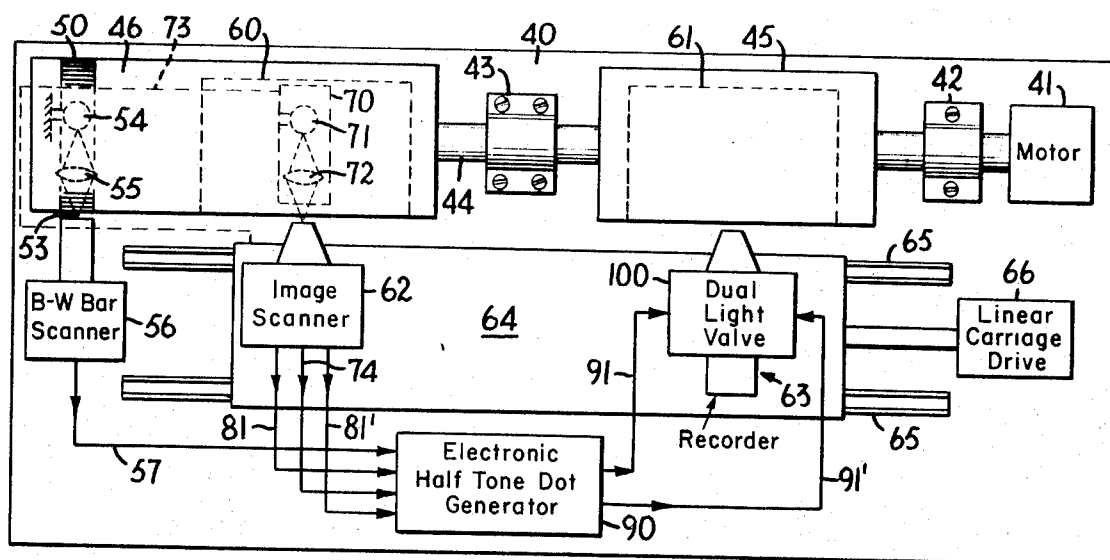 50 46 73 60 40 61 45
43 42 41
54 70 71 Motor
55 72
44
53
65
B-W Bar Scanner 56
Image Scanner 62
64
100 Dual Light Valve
66
Linear Carriage Drive
74
91
63
81 81'
Recorder
65
57
Electronic Half Tone Dot Generator
91'
90